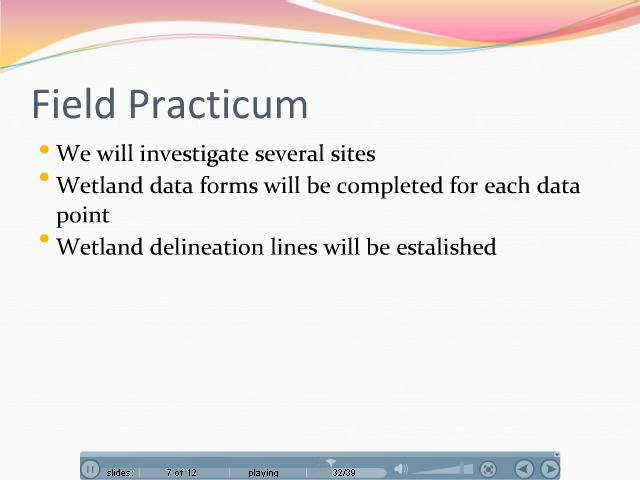 Field Practicum
We will investigate several sites
Wetland data forms will be completed for each data
point
Wetland delineation lines will be estalished
slides: 7 of 12 playing 32/39